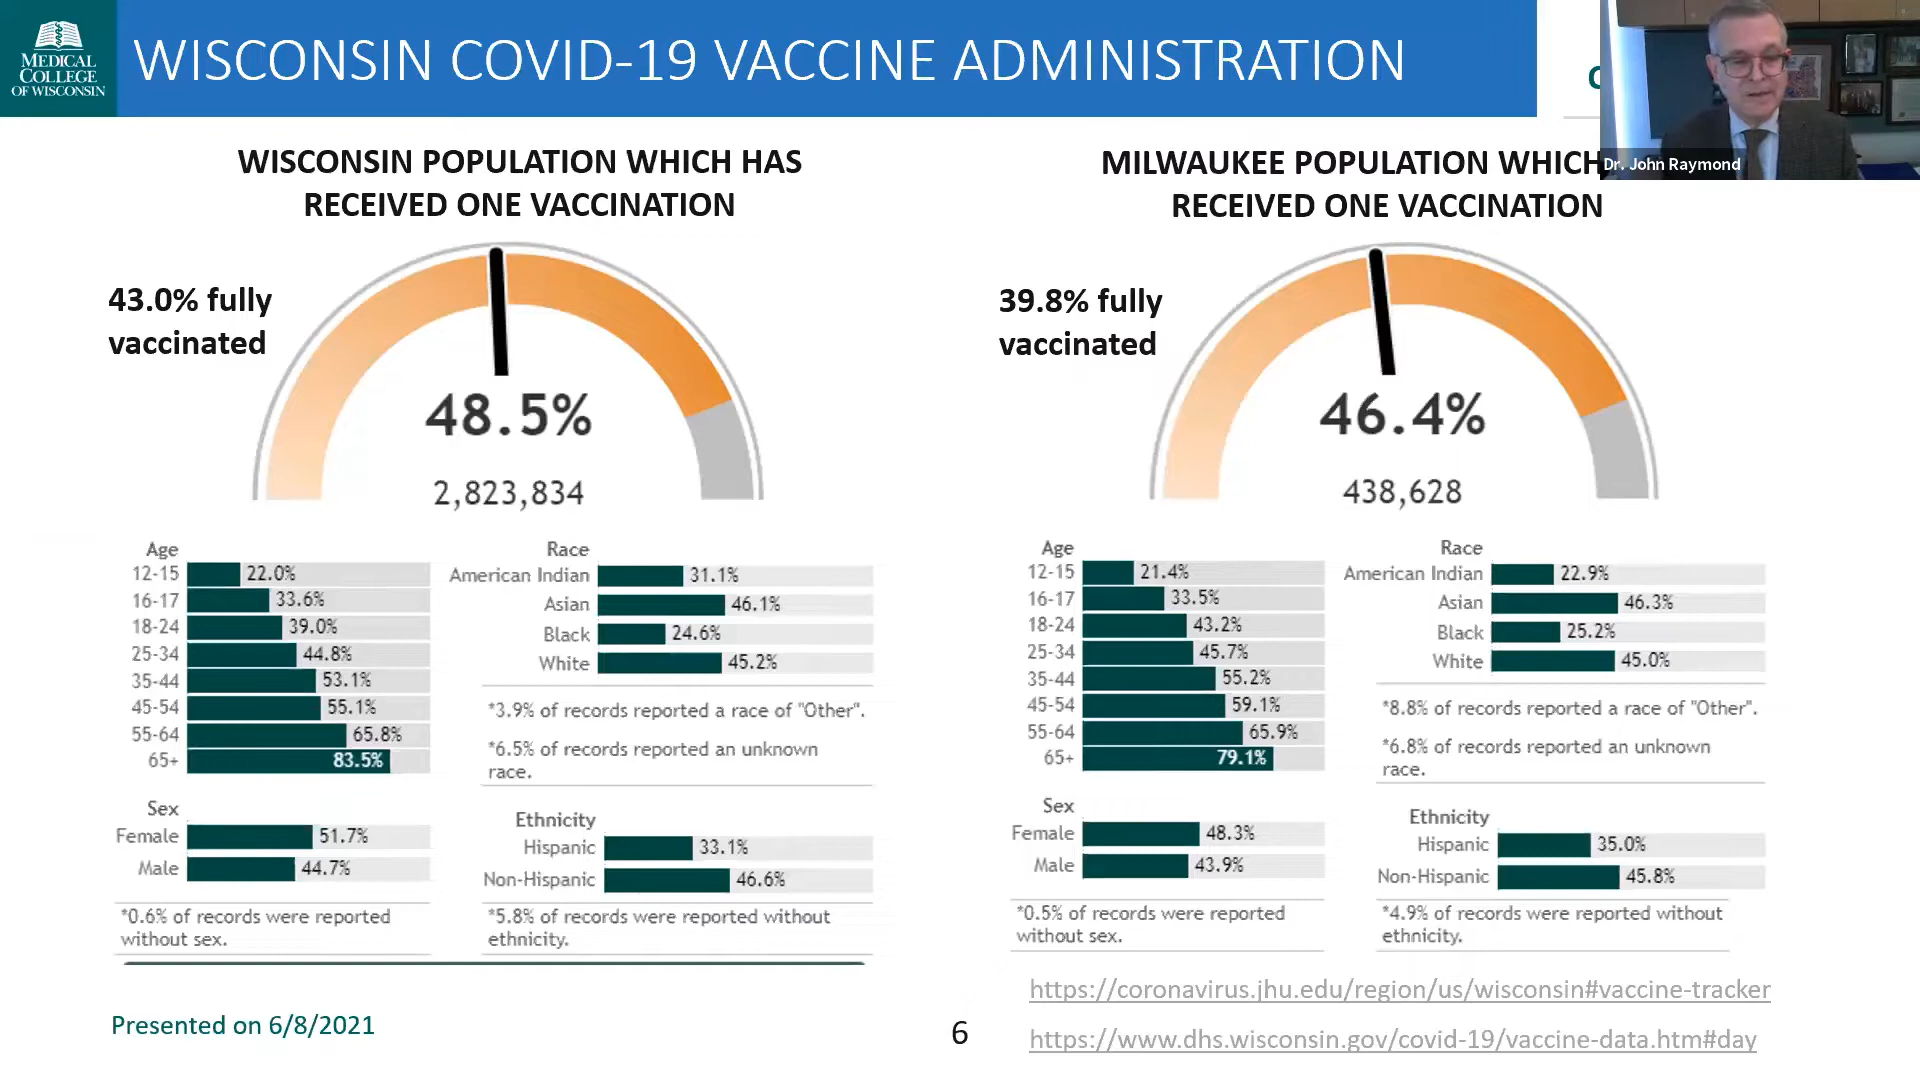 MEDICAL
COLLEGE
OF WISCONSIN
WISCONSIN COVID-19 VACCINE ADMINISTRATION
Dr. John Raymond
WISCONSIN POPULATION WHICH HAS
RECEIVED ONE VACCINATION
43.0% fully
vaccinated
48.5%
2,823,834
Age
12-15 22.0%
16-17 33.6%
18-24 39.0%
25-34 44.8%
35-44 53.1%
45-54 55.1%
55-64 65.8%
65+ 83.5%
Sex
Female 51.7%
Male 44.7%
*0.6% of records were reported
without sex.
Race
American Indian 31.1%
Asian 46.1%
Black 24.6%
White 45.2%
*3.9% of records reported a race of "Other".
*6.5% of records reported an unknown
race.
Ethnicity
Hispanic 33.1%
Non-Hispanic 46.6%
*5.8% of records were reported without
ethnicity.
MILWAUKEE POPULATION WHICH
RECEIVED ONE VACCINATION
39.8% fully
vaccinated
46.4%
438,628
Age
12-15 21.4%
16-17 33.5%
18-24 43.2%
25-34 45.7%
35-44 55.2%
45-54 59.1%
55-64 65.9%
65+ 79.1%
Sex
Female 48.3%
Male 43.9%
*0.5% of records were reported
without sex.
Race
American Indian 22.9%
Asian 46.3%
Black 25.2%
White 45.0%
*8.8% of records reported a race of "Other".
*6.8% of records reported an unknown
race.
Ethnicity
Hispanic 35.0%
Non-Hispanic 45.8%
*4.9% of records were reported without
ethnicity.
https://coronavirus.jhu.edu/region/us/wisconsin#vaccine-tracker
https://www.dhs.wisconsin.gov/covid-19/vaccine-data.htm#day
Presented on 6/8/2021
6